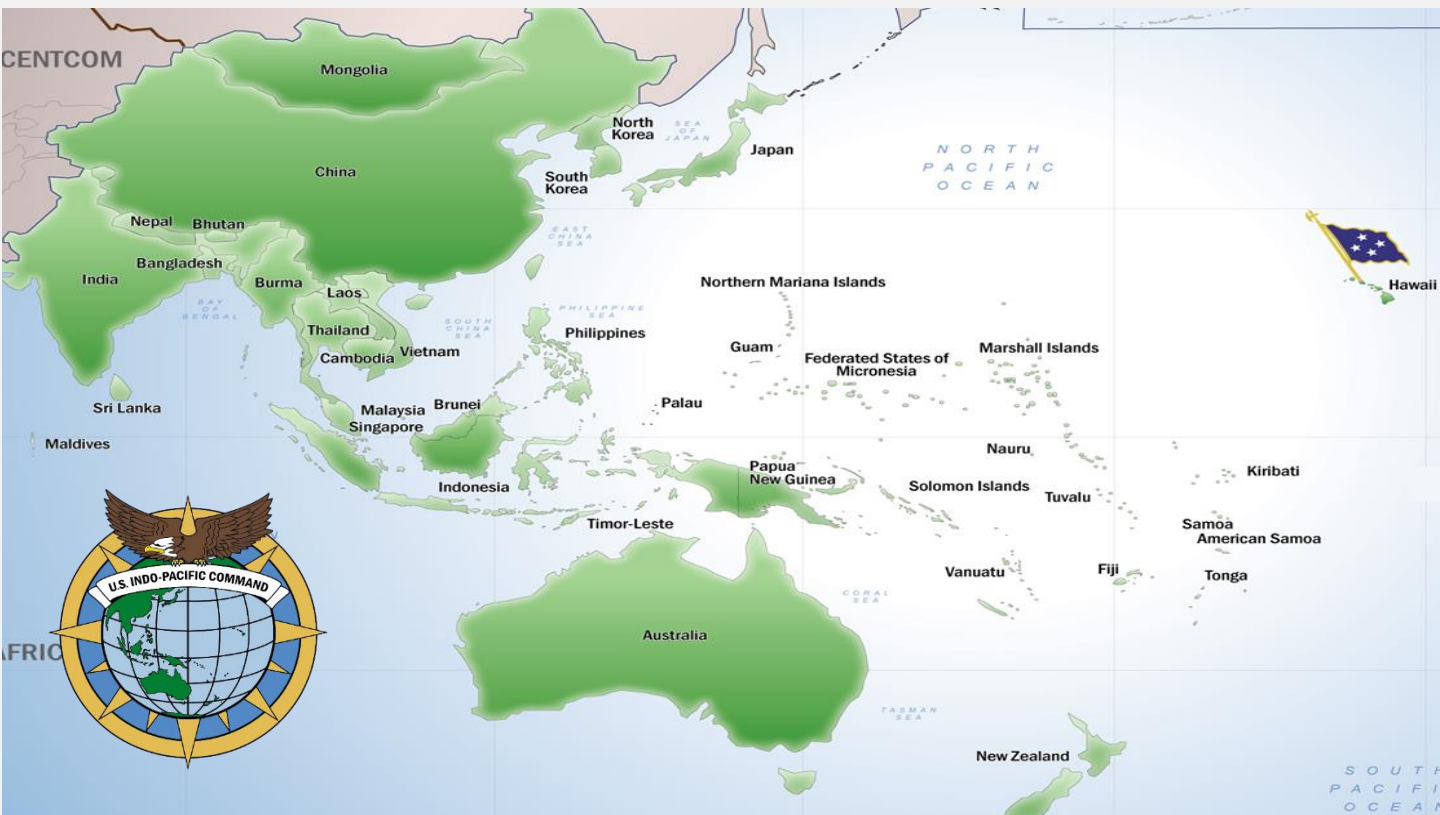 CENTCOM
Mongolia
North
Korea
SEA
OF
JAPAN
Japan
NORTH
PACIFIC
OCEAN
China
South
Korea
Nepal
Bhutan
EAST
CHINA
SEA
Bangladesh
India
Burma
Laos
Northern Mariana Islands
Hawaii
BAY
OF
BENGAL
SOUTH
CHINA
SEA
PHILIPPINE
SEA
Philippines
Thailand
Cambodia
Vietnam
Guam
Federated States of
Micronesia
Marshall Islands
Sri Lanka
Malaysia
Singapore
Brunei
Palau
Maldives
Nauru
Indonesia
Papua
New Guinea
Solomon Islands
Tuvalu
Kiribati
Timor-Leste
Samoa
American Samoa
Vanuatu
Fiji
Tonga
U.S. INDO-PACIFIC COMMAND
CORAL
SEA
Australia
AFRIC
TASMAN
SEA
New Zealand
SOUTH
PACIFI
OCEAN